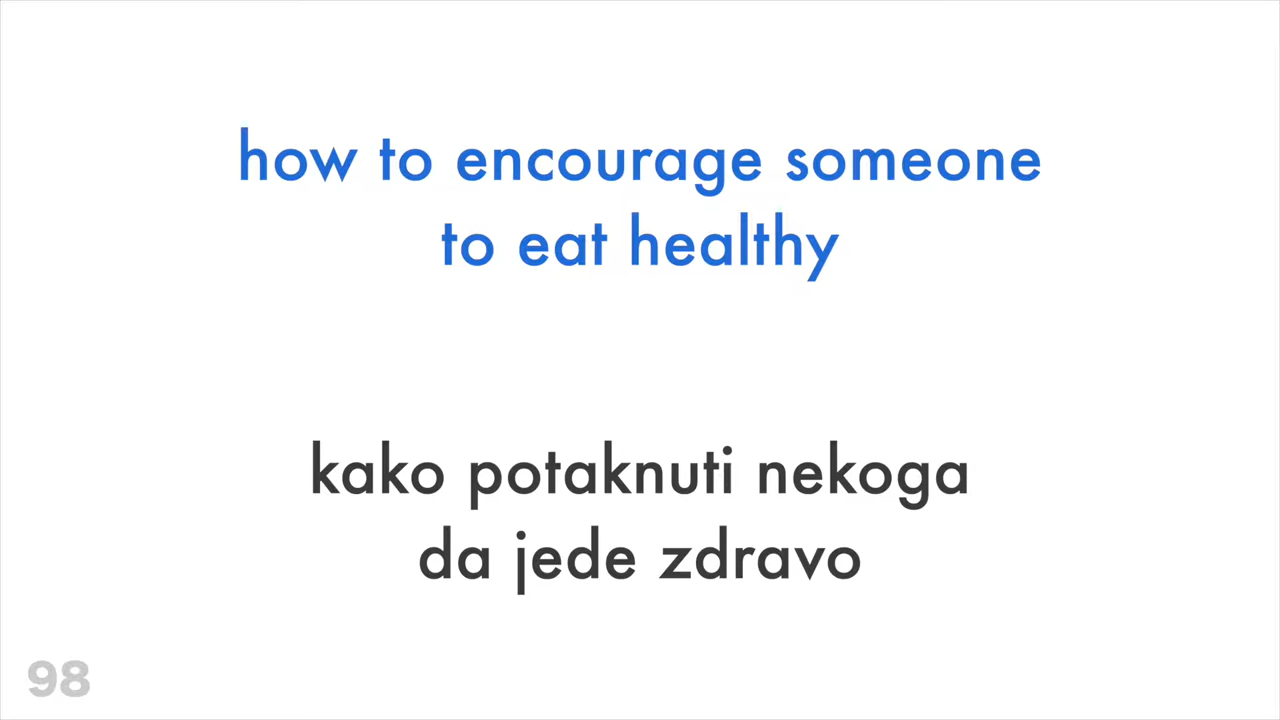 how to encourage someone
to eat healthy
kako potaknuti nekoga
da jede zdravo
98